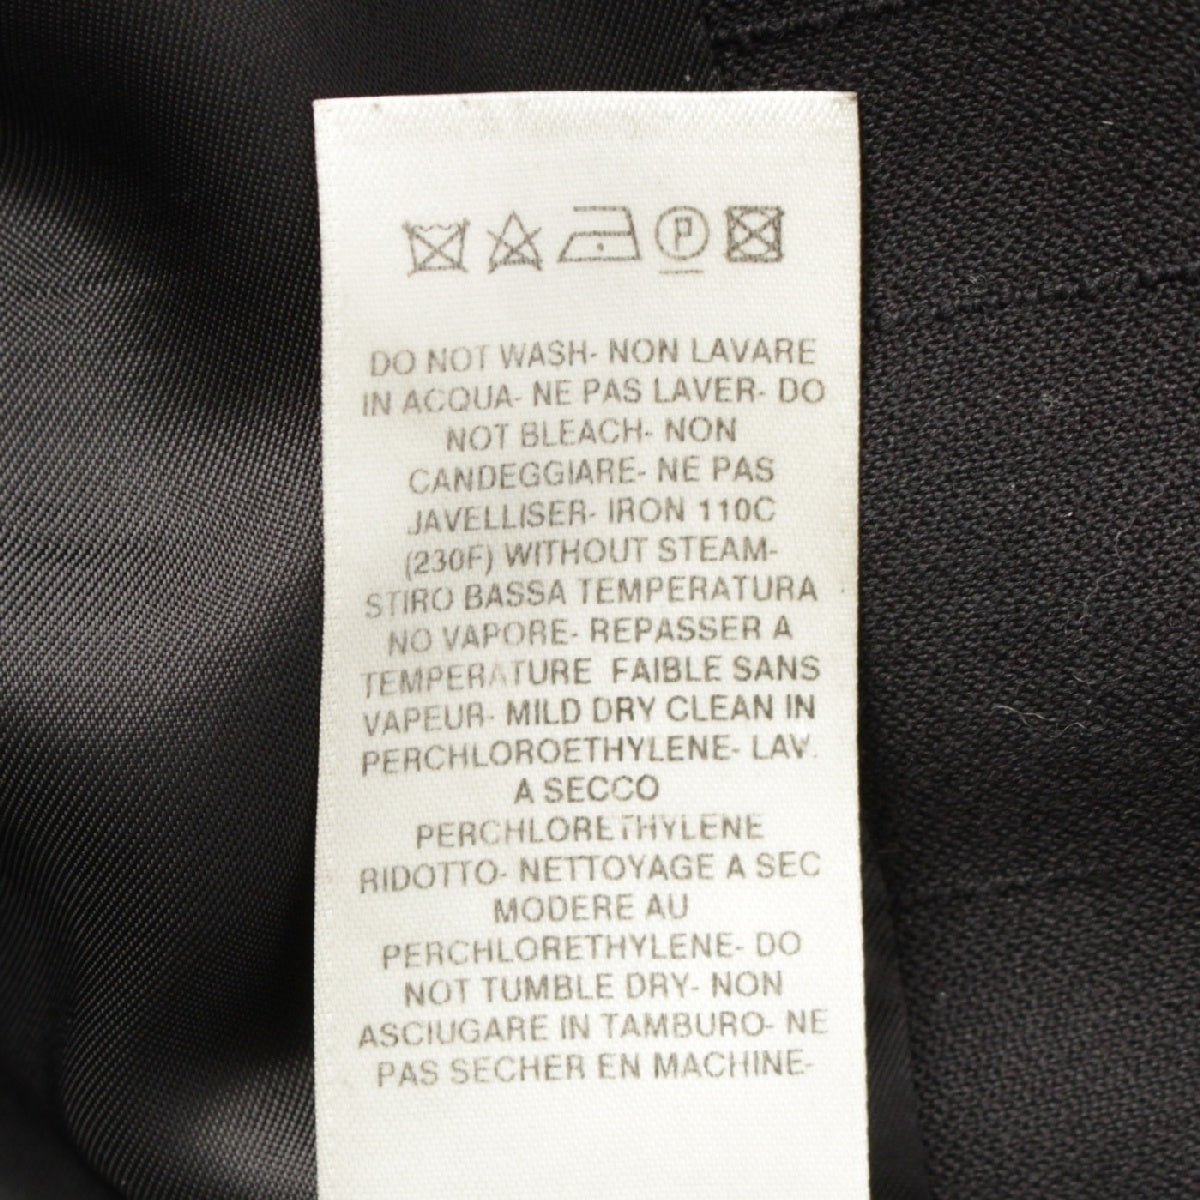 P
DO NOT WASH- NON LAVARE
IN ACQUA- NE PAS LAVER- DO
NOT BLEACH- NON
CANDEGGIARE- NE PAS
JAVELLISER- IRON 110C
(230F) WITHOUT STEAM-
STIRO BASSA TEMPERATURA
NO VAPORE- REPASSER A
TEMPERATURE FAIBLE SANS
VAPEUR- MILD DRY CLEAN IN
PERCHLOROETHYLENE- LAV.
A SECCO
PERCHLORETHYLENE
RIDOTTO- NETTOYAGE A SEC
MODERE AU
PERCHLORETHYLENE- DO
NOT TUMBLE DRY- NON
ASCIUGARE IN TAMBURO- NE
PAS SECHER EN MACHINE-